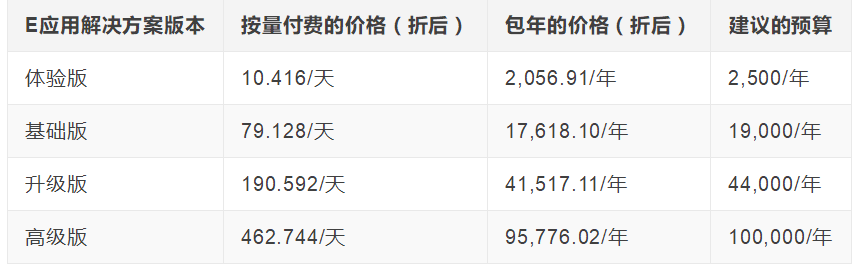 E应用解决方案版本 按量付费的价格（折后） 包年的价格（折后） 建议的预算
体验版 10.416/天 2,056.91/年 2,500/年
基础版 79.128/天 17,618.10/年 19,000/年
升级版 190.592/天 41,517.11/年 44,000/年
高级版 462.744/天 95,776.02/年 100,000/年